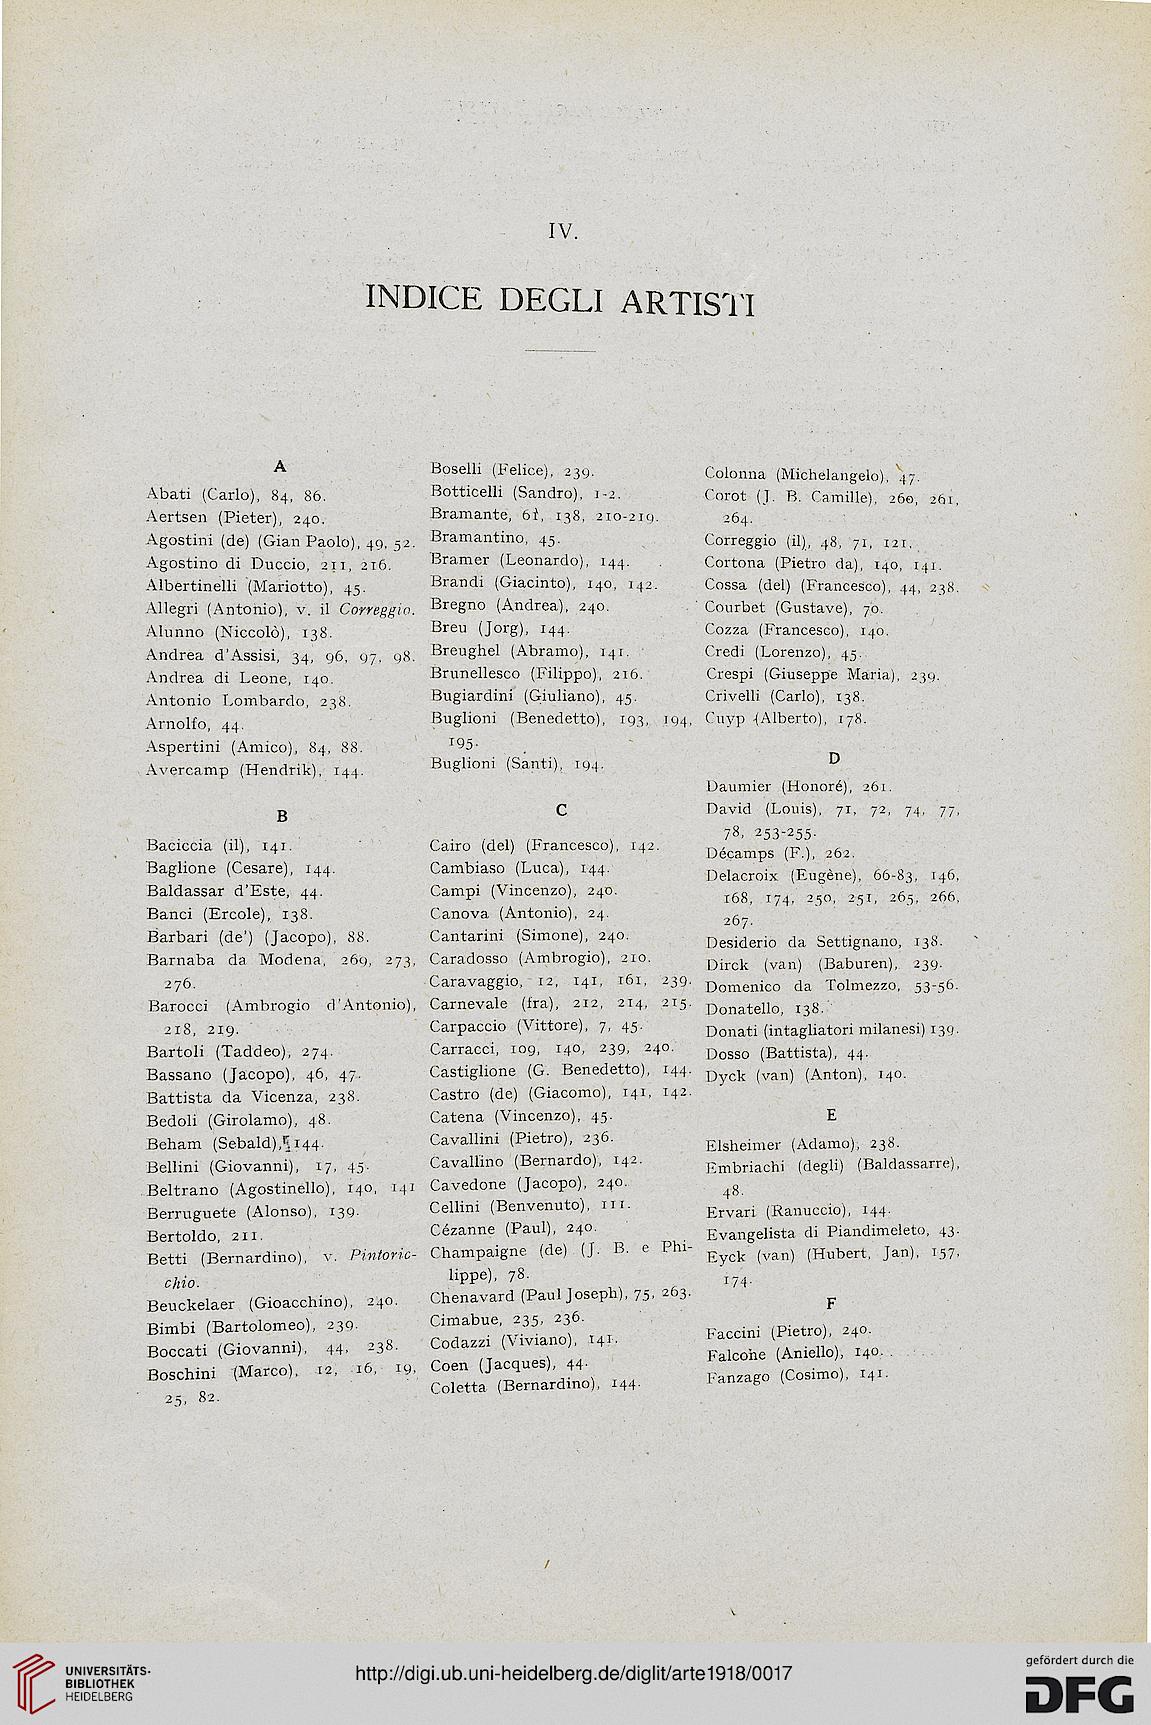 IV.
INDICE DEGLI ARTISTI
A
Abati (Carlo), 84, 86.
Aertsen (Pieter), 240.
Agostini (de) (Gian Paolo), 49, 52.
Agostino di Duccio, 211, 216.
Albertinelli (Mariotto), 45.
Allegri (Antonio), v. il Correggio.
Alunno (Niccolò), 138.
Andrea d'Assisi, 34, 96, 97, 98.
Andrea di Leone, 140.
Antonio Lombardo, 238.
Arnolfo, 44.
Aspertini (Amico), 84, 88.
Avercamp (Hendrik), 144.
B
Baciccia (il), 141.
Baglione (Cesare), 144.
Baldassar d'Este, 44.
Banci (Ercole), 138.
Barbari (de') (Jacopo), 88.
Barnaba da Modena, 269, 273,
276.
Barocci (Ambrogio d'Antonio),
218, 219.
Bartoli (Taddeo), 274.
Bassano (Jacopo), 46, 47.
Battista da Vicenza, 238.
Bedoli (Girolamo), 48.
Beham (Sebald), 144.
Bellini (Giovanni), 17, 45.
Beltrano (Agostinello), 140, 141
Berruguete (Alonso), 139.
Bertoldo, 211.
Betti (Bernardino), v. Pintoric-
chio.
Beuckelaer (Gioacchino), 240.
Bimbi (Bartolomeo), 239.
Boccati (Giovanni), 44, 238.
Boschini (Marco), 12, 16, 19,
25, 82.
Boselli (Felice), 239.
Botticelli (Sandro), 1-2.
Bramante, 61, 138, 210-219.
Bramantino, 45.
Bramer (Leonardo), 144.
Brandi (Giacinto), 140, 142.
Bregno (Andrea), 240.
Breu (Jorg), 144.
Breughel (Abramo), 141.
Brunellesco (Filippo), 216.
Bugiardini (Giuliano), 45.
Buglioni (Benedetto), 193, 194,
195.
Buglioni (Santi), 194.
C
Cairo (del) (Francesco), 142.
Cambiaso (Luca), 144.
Campi (Vincenzo), 240.
Canova (Antonio), 24.
Cantarini (Simone), 240.
Caradosso (Ambrogio), 210.
Caravaggio, 12, 141, 161, 239.
Carnevale (fra), 212, 214, 215.
Carpaccio (Vittore), 7, 45.
Carracci, 109, 140, 239, 240.
Castiglione (G. Benedetto), 144.
Castro (de) (Giacomo), 141, 142.
Catena (Vincenzo), 45.
Cavallini (Pietro), 236.
Cavallino (Bernardo), 142.
Cavedone (Jacopo), 240.
Cellini (Benvenuto), 111.
Cézanne (Paul), 240.
Champaigne (de) (J. B. e Phi-
lippe), 78.
Chenavard (Paul Joseph), 75, 263.
Cimabue, 235, 236.
Codazzi (Viviano), 141.
Coen (Jacques), 44.
Coletta (Bernardino), 144.
Colonna (Michelangelo), 47.
Corot (J. B. Camille), 260, 261,
264.
Correggio (il), 48, 71, 121.
Cortona (Pietro da), 140, 141.
Cossa (del) (Francesco), 44, 238.
Courbet (Gustave), 70.
Cozza (Francesco), 140.
Credi (Lorenzo), 45.
Crespi (Giuseppe Maria), 239.
Crivelli (Carlo), 138.
Cuyp (Alberto), 178.
D
Daumier (Honoré), 261.
David (Louis), 71, 72, 74, 77,
78, 253-255.
Décamps (F.), 262.
Delacroix (Eugène), 66-83, 146,
168, 174, 250, 251, 265, 266,
267.
Desiderio da Settignano, 138.
Dirck (van) (Baburen), 239.
Domenico da Tolmezzo, 53-56.
Donatello, 138.
Donati (intagliatori milanesi) 139.
Dosso (Battista), 44.
Dyck (van) (Anton), 140.
E
Elsheimer (Adamo), 238.
Embriachi (degli) (Baldassarre),
48.
Ervari (Ranuccio), 144.
Evangelista di Piandimeleto, 43.
Eyck (van) (Hubert, Jan), 157,
174.
F
Faccini (Pietro), 240.
Falcone (Aniello), 140.
Fanzago (Cosimo), 141.
UNIVERSITÄTS-
BIBLIOTHEK
HEIDELBERG
http://digi.ub.uni-heidelberg.de/diglit/arte1918/0017
gefördert durch die
DFG